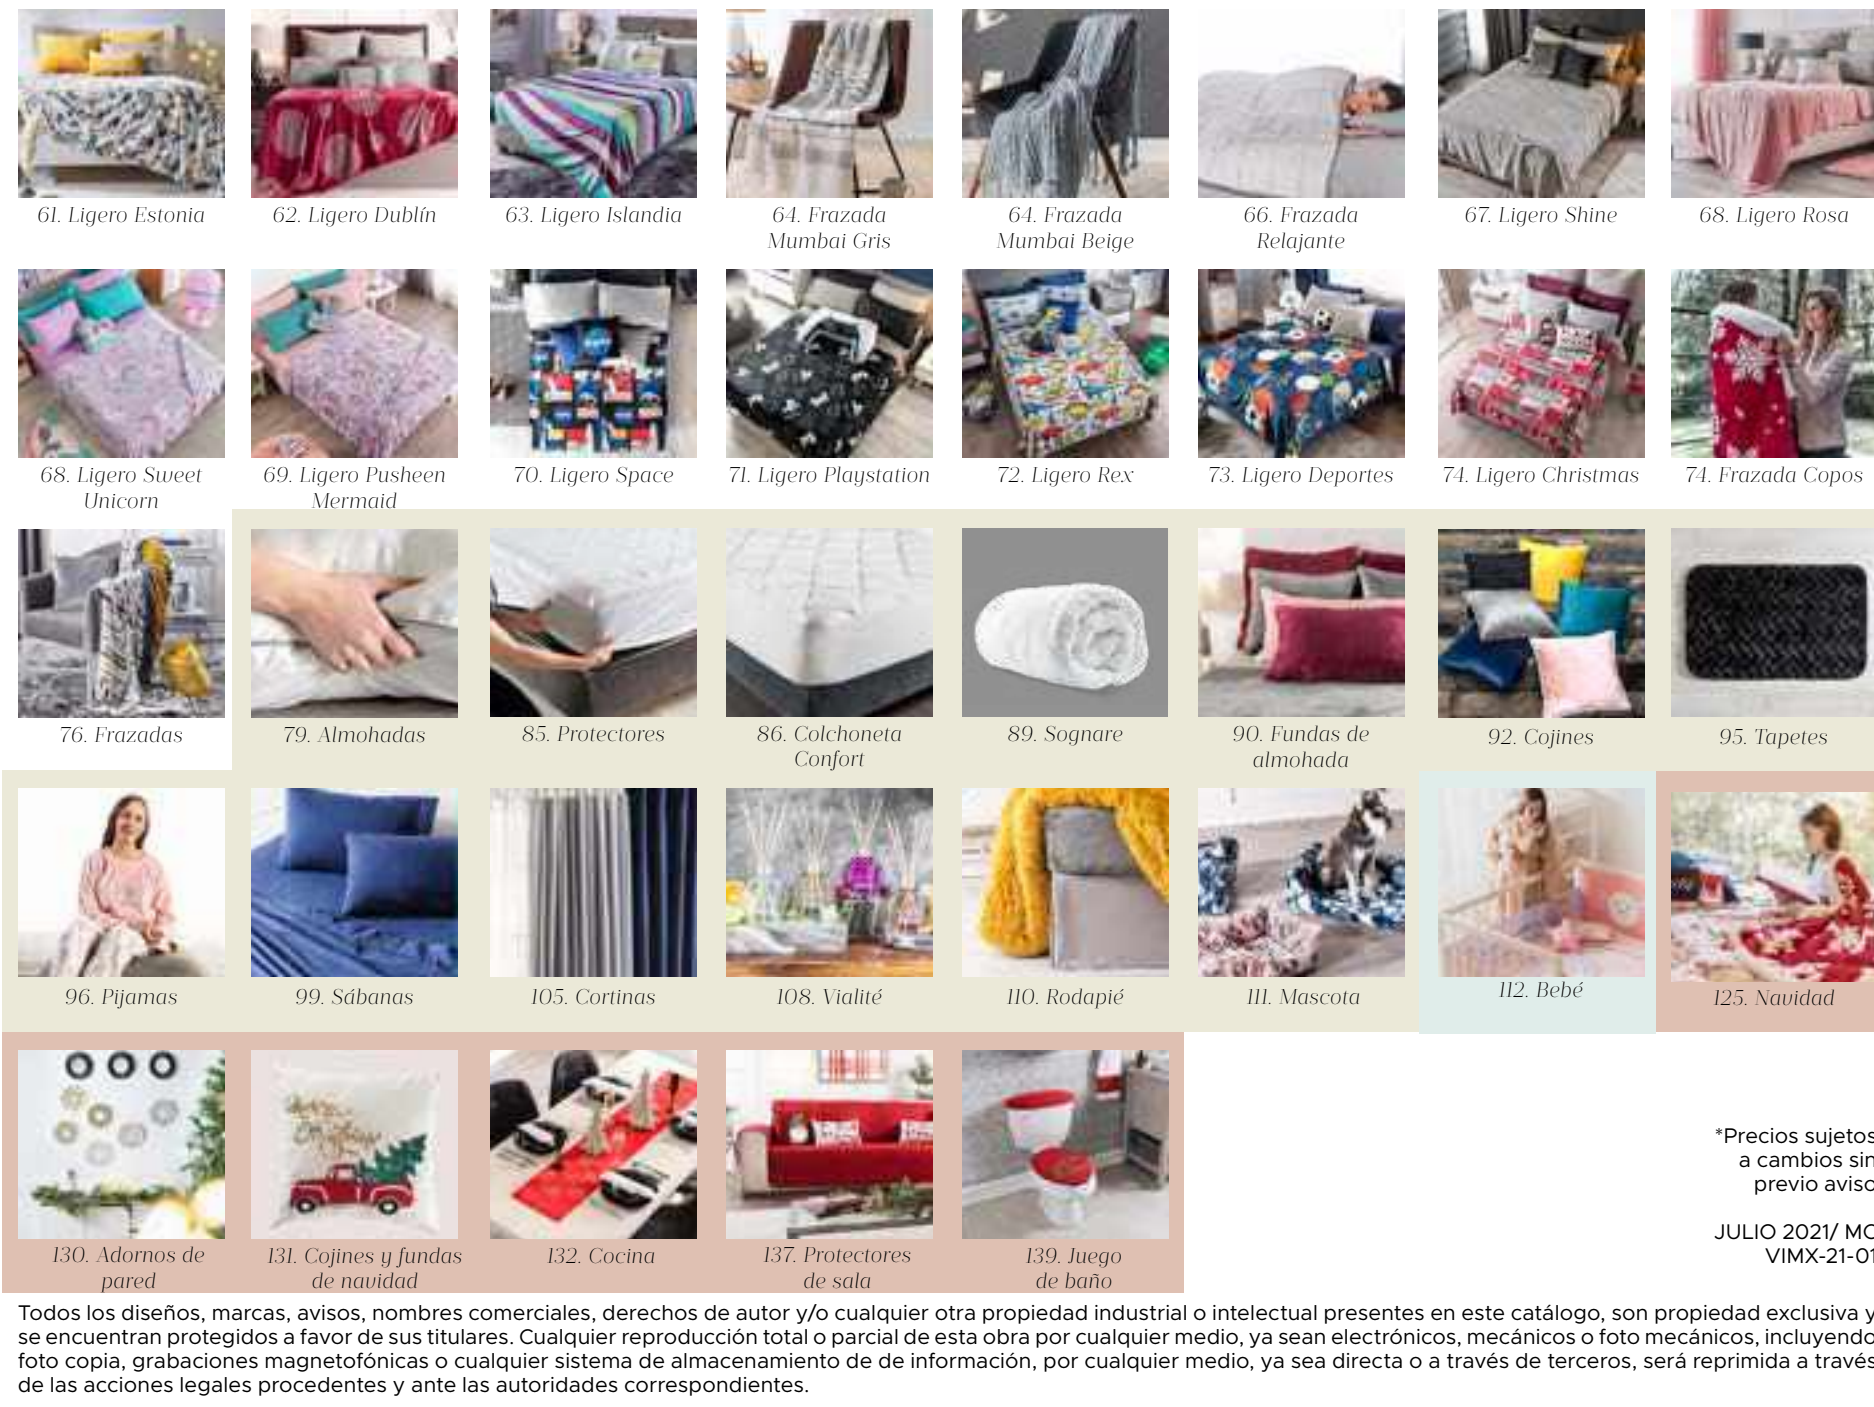 61. Ligero Estonia
62. Ligero Dublín
63. Ligero Islandia
64. Frazada
Mumbai Gris
64. Frazada
Mumbai Beige
66. Frazada
Relajante
67. Ligero Shine
68. Ligero Rosa
68. Ligero Sweet
Unicorn
69. Ligero Pusheen
Mermaid
70. Ligero Space
71. Ligero Playstation
72. Ligero Rex
73. Ligero Deportes
74. Ligero Christmas
74. Frazada Copos
76. Frazadas
79. Almohadas
85. Protectores
86. Colchoneta
Confort
89. Sognare
90. Fundas de
almohada
92. Cojines
95. Tapetes
96. Pijamas
99. Sábanas
105. Cortinas
108. Vialité
110. Rodapié
111. Mascota
112. Bebé
125. Navidad
130. Adornos de
pared
131. Cojines y fundas
de navidad
132. Cocina
137. Protectores
de sala
139. Juego
de baño
*Precios sujetos
a cambios sin
previo aviso
JULIO 2021/ MC
VIMX-21-01
Todos los diseños, marcas, avisos, nombres comerciales, derechos de autor y/o cualquier otra propiedad industrial o intelectual presentes en este catálogo, son propiedad exclusiva y
se encuentran protegidos a favor de sus titulares. Cualquier reproducción total o parcial de esta obra por cualquier medio, ya sean electrónicos, mecánicos o foto mecánicos, incluyendo
foto copia, grabaciones magnetofónicas o cualquier sistema de almacenamiento de de información, por cualquier medio, ya sea directa o a través de terceros, será reprimida a través
de las acciones legales procedentes y ante las autoridades correspondientes.